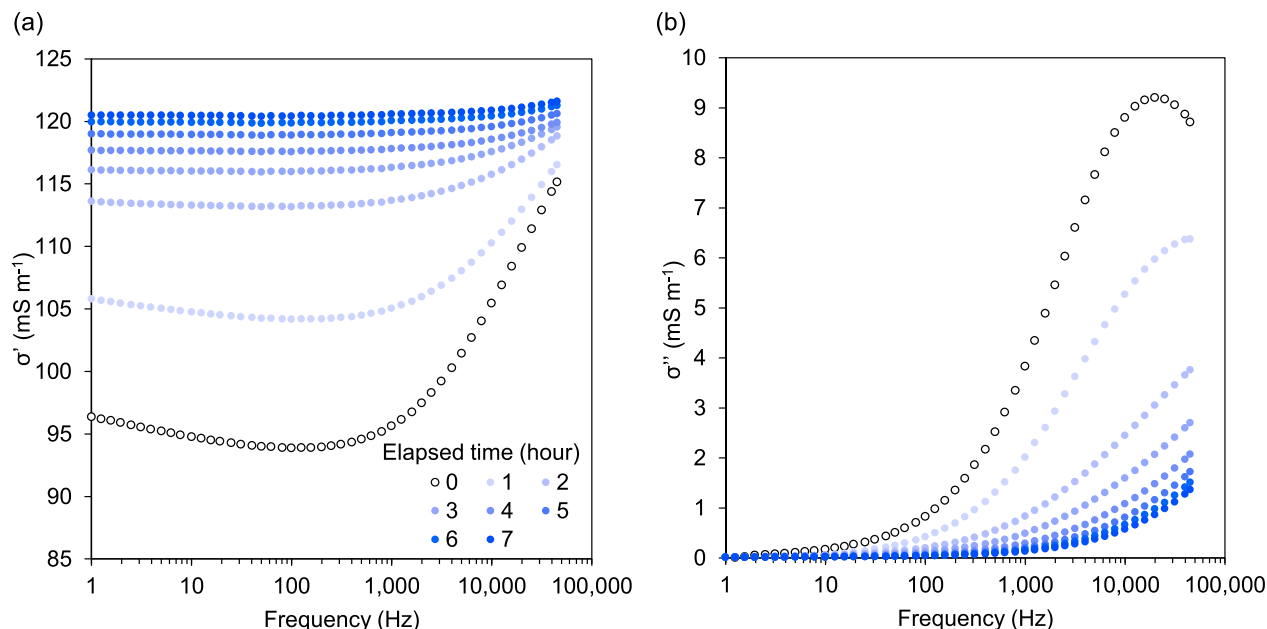 (a)
125
120
115
110
105
100
95
90
85
σ’ (mS m⁻¹)
1 10 100 1,000 10,000 100,000
Frequency (Hz)
Elapsed time (hour)
0 1 2
3 4 5
6 7
(b)
10
9
8
7
6
5
4
3
2
1
0
σ’’ (mS m⁻¹)
1 10 100 1,000 10,000 100,000
Frequency (Hz)